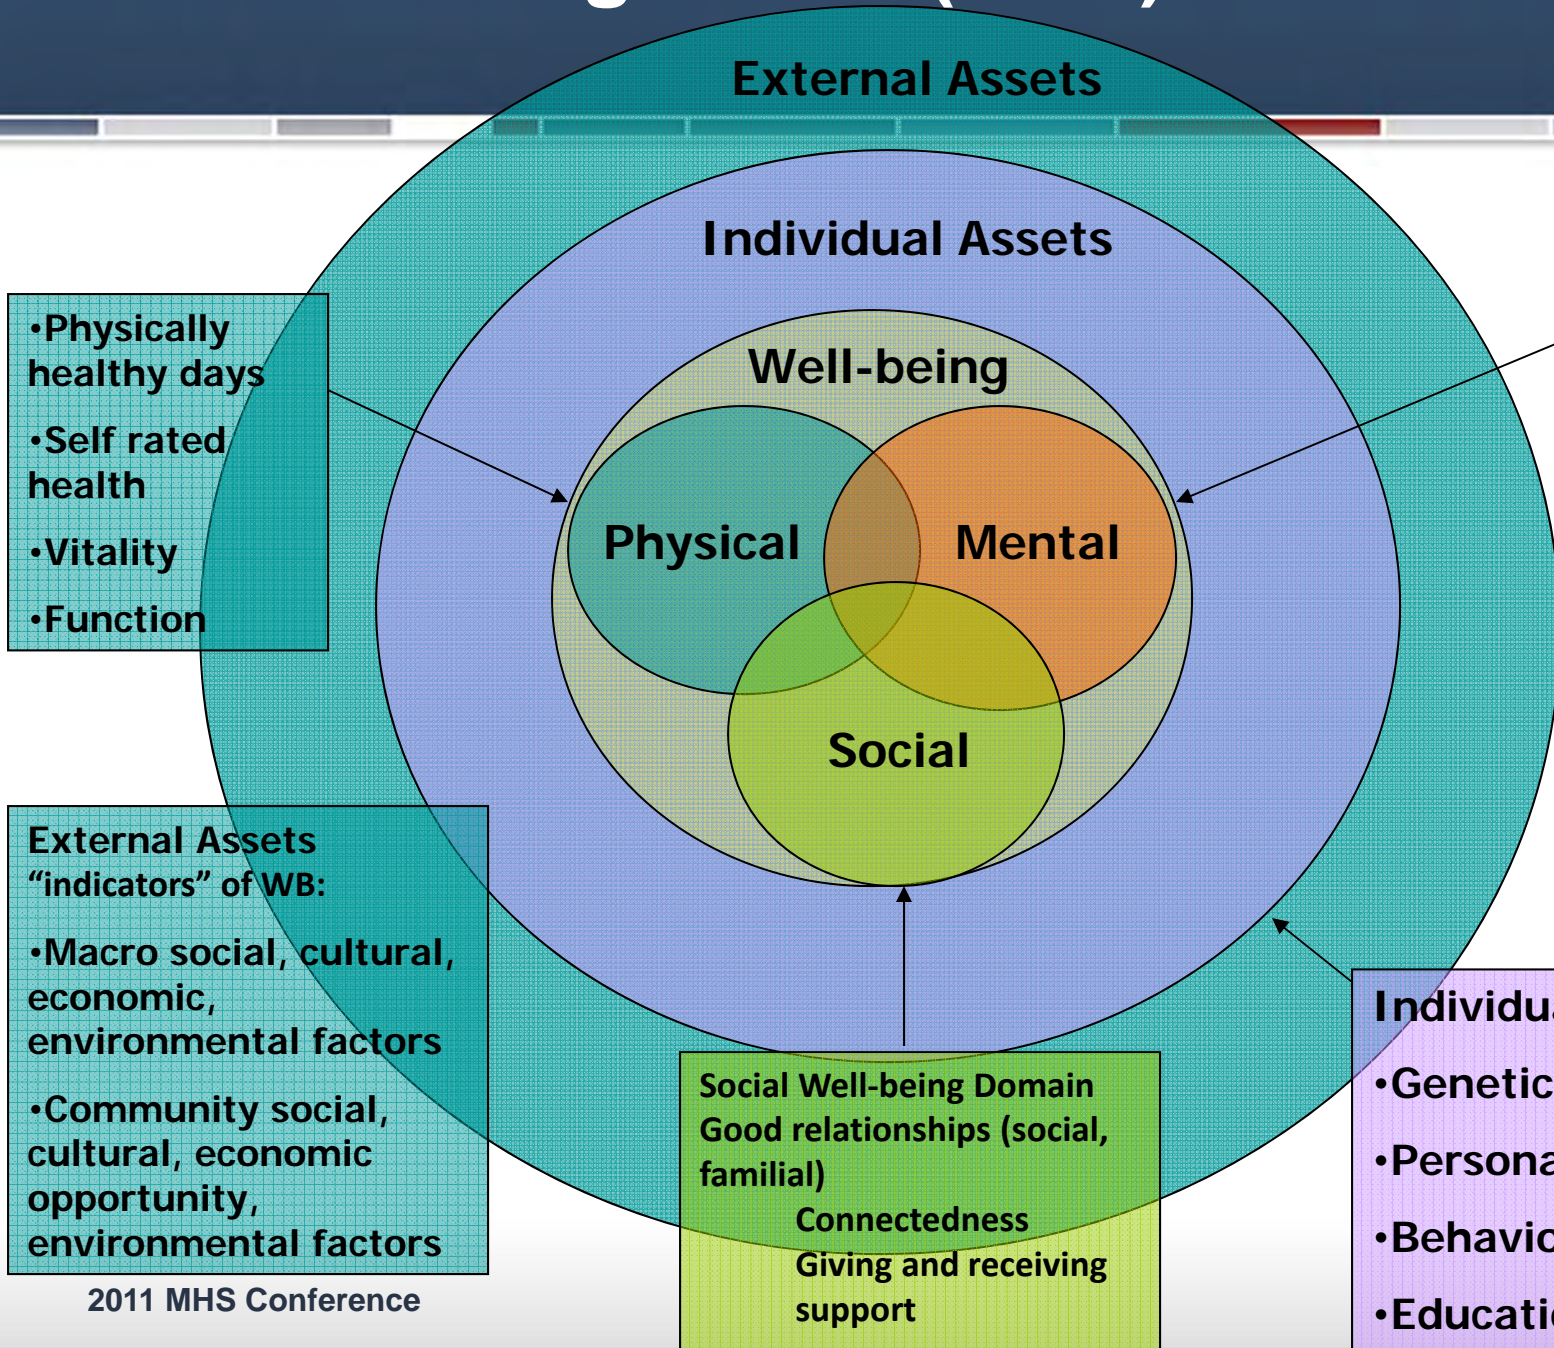 External Assets
Individual Assets
Well-being
Physical
Mental
Social
•Physically
healthy days
•Self rated
health
•Vitality
•Function
External Assets
“indicators” of WB:
•Macro social, cultural,
economic,
environmental factors
•Community social,
cultural, economic
opportunity,
environmental factors
Social Well-being Domain
Good relationships (social,
familial)
Connectedness
Giving and receiving
support
•Genetic
2011 MHS Conference